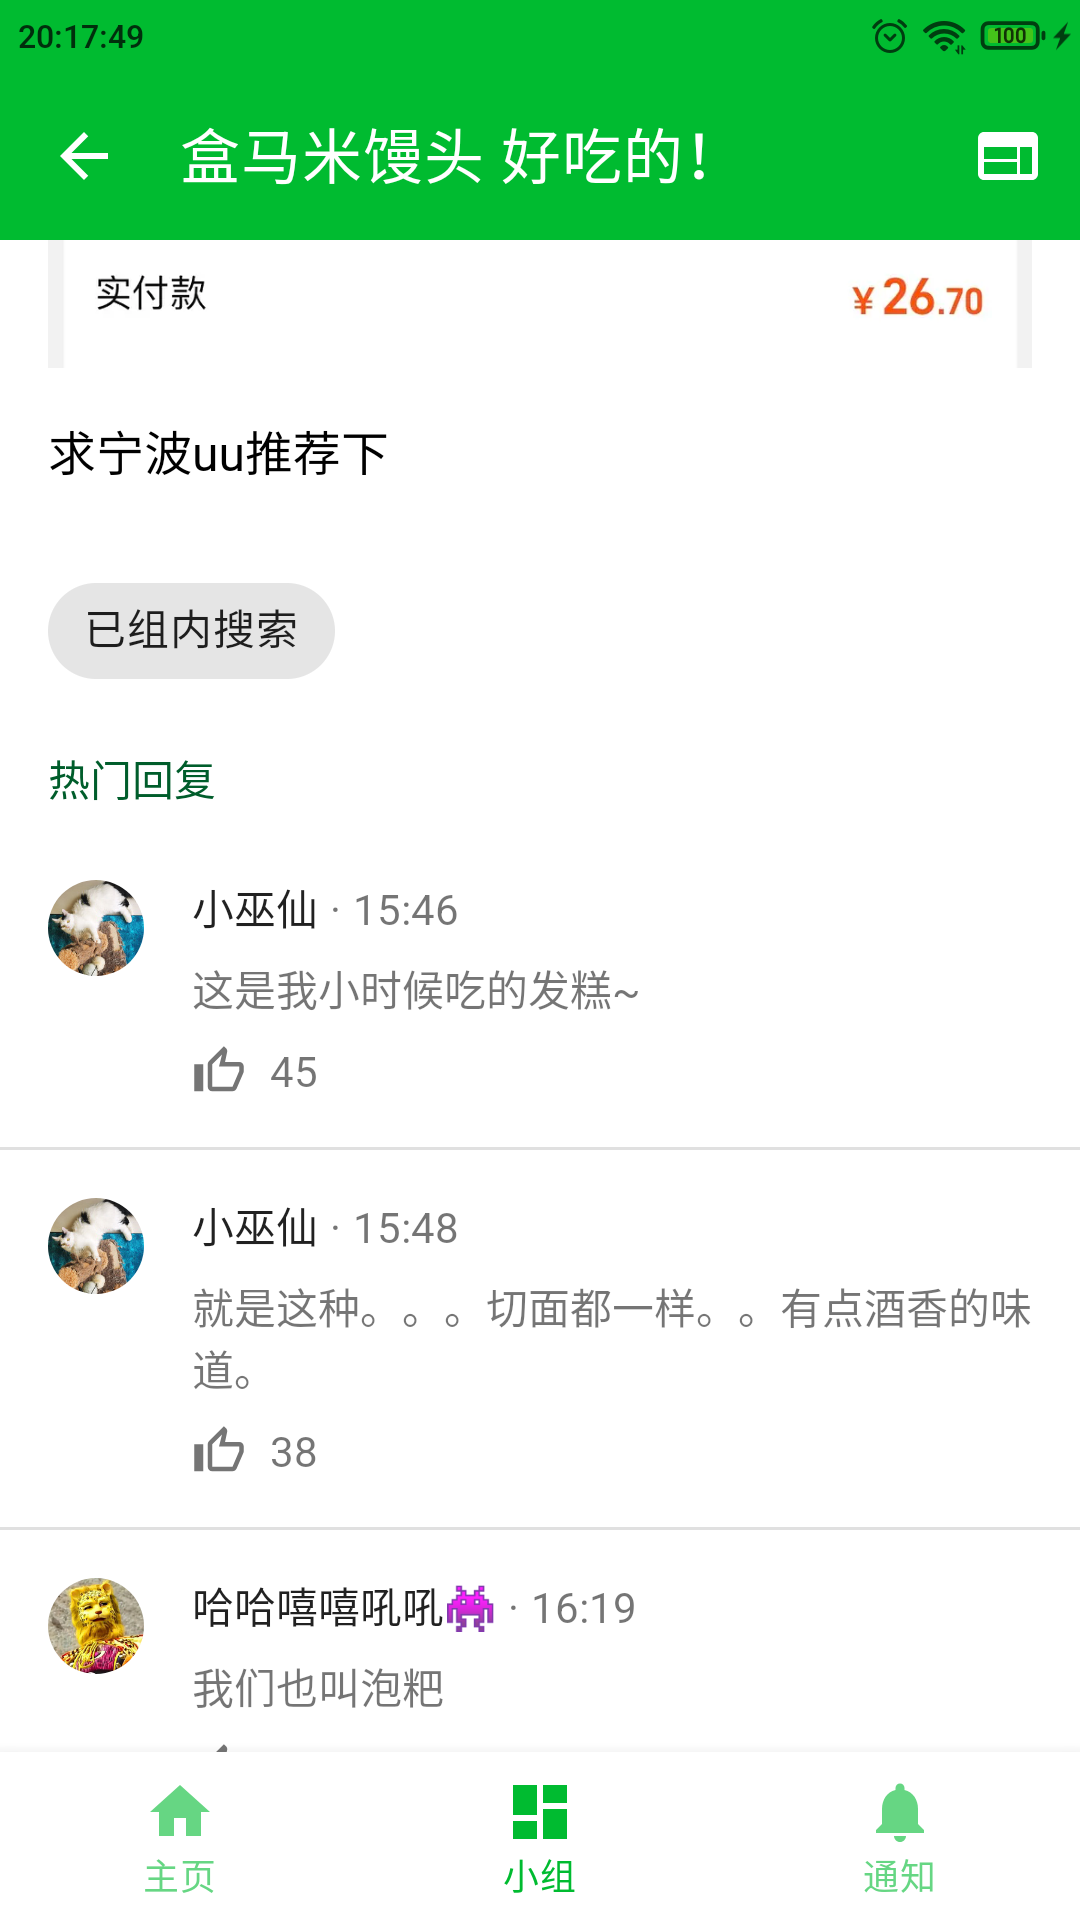 20:17:49
100
盒马米馒头 好吃的！
实付款
¥26.70
求宁波uu推荐下
已组内搜索
热门回复
小巫仙 · 15:46
这是我小时候吃的发糕~
45
小巫仙 · 15:48
就是这种。。。切面都一样。。有点酒香的味
道。
38
哈哈嘻嘻吼吼👾 · 16:19
我们也叫泡粑
主页
小组
通知